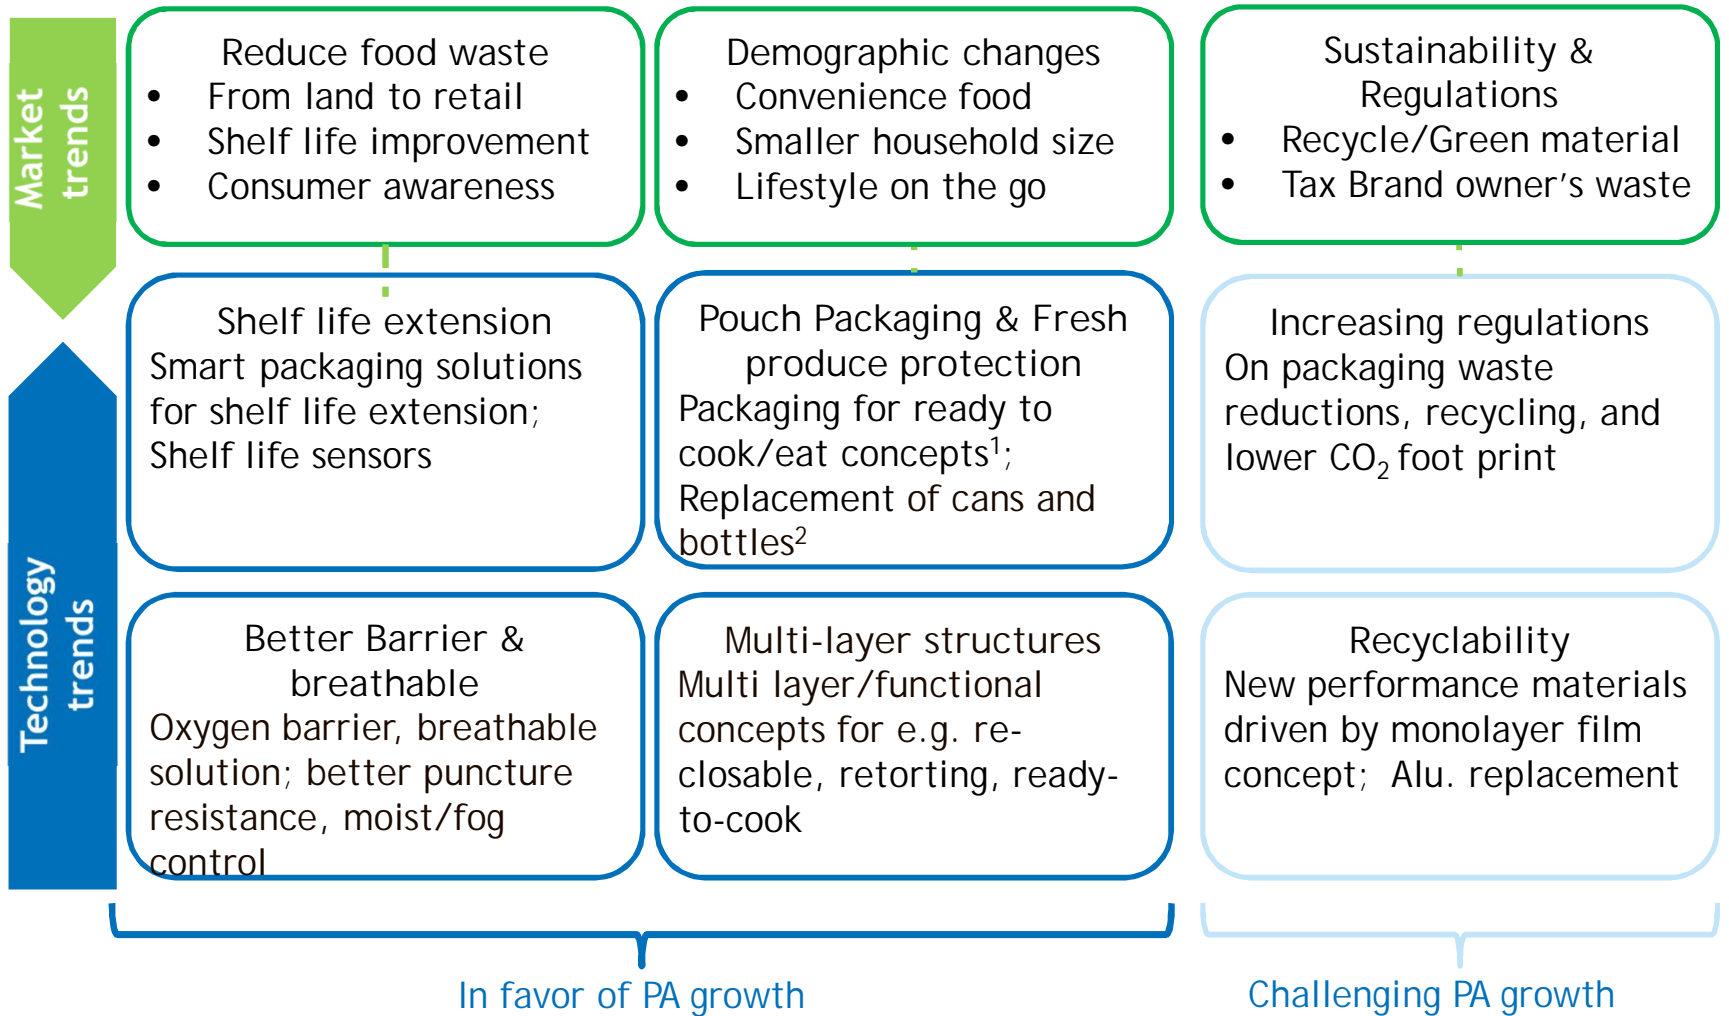 Market
trends
Reduce food waste
• From land to retail
• Shelf life improvement
• Consumer awareness
Demographic changes
• Convenience food
• Smaller household size
• Lifestyle on the go
Sustainability &
Regulations
• Recycle/Green material
• Tax Brand owner’s waste
Technology
trends
Shelf life extension
Smart packaging solutions
for shelf life extension;
Shelf life sensors
Pouch Packaging & Fresh
produce protection
Packaging for ready to
cook/eat concepts¹;
Replacement of cans and
bottles²
Increasing regulations
On packaging waste
reductions, recycling, and
lower CO₂ foot print
Better Barrier &
breathable
Oxygen barrier, breathable
solution; better puncture
resistance, moist/fog
control
Multi-layer structures
Multi layer/functional
concepts for e.g. re-
closable, retorting, ready-
to-cook
Recyclability
New performance materials
driven by monolayer film
concept; Alu. replacement
In favor of PA growth
Challenging PA growth